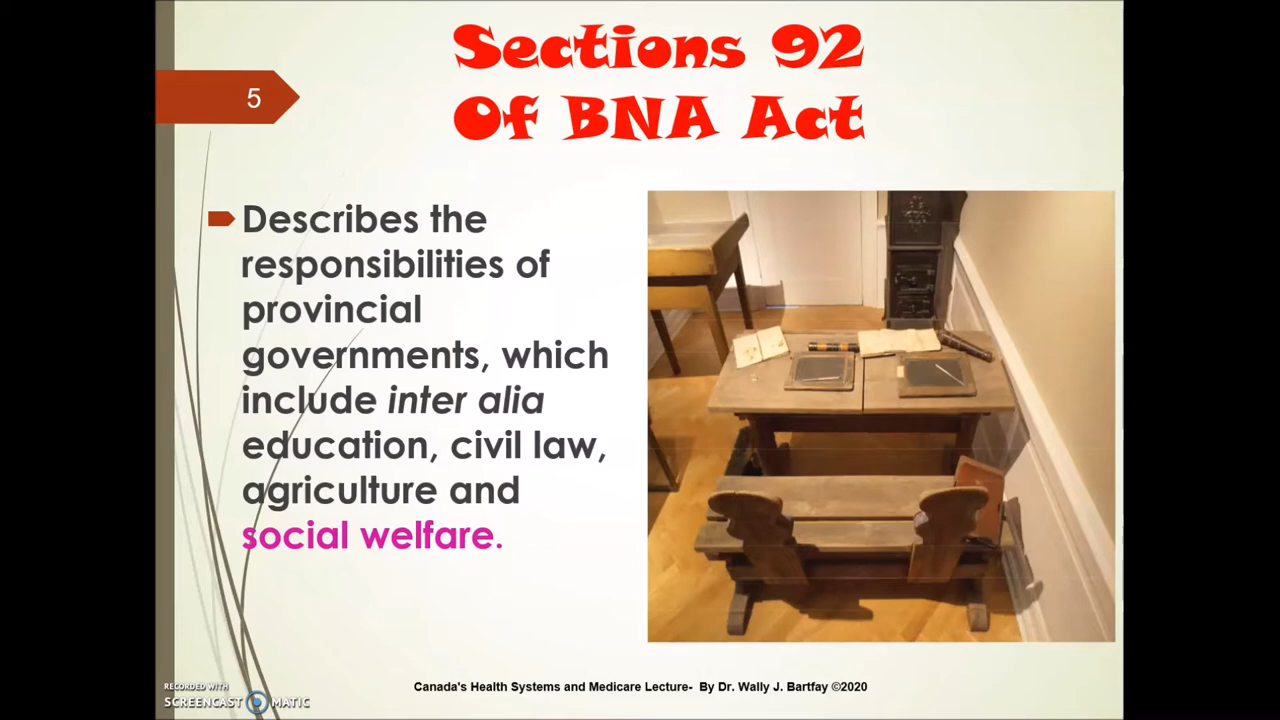 Sections 92
Of BNA Act
5
Describes the
responsibilities of
provincial
governments, which
include inter alia
education, civil law,
agriculture and
social welfare.
Canada's Health Systems and Medicare Lecture- By Dr. Wally J. Bartfay ©2020
RECORDED WITH
SCREENCAST MATIC